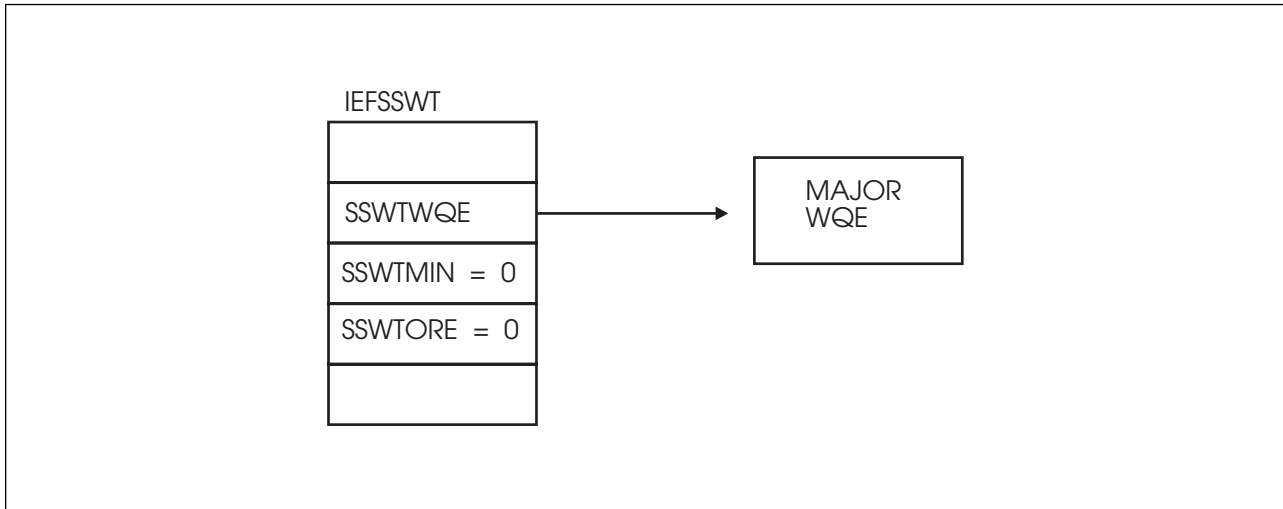 IEFSSWT
SSWTWQE
SSWTMIN = 0
SSWTORE = 0
MAJOR
WQE